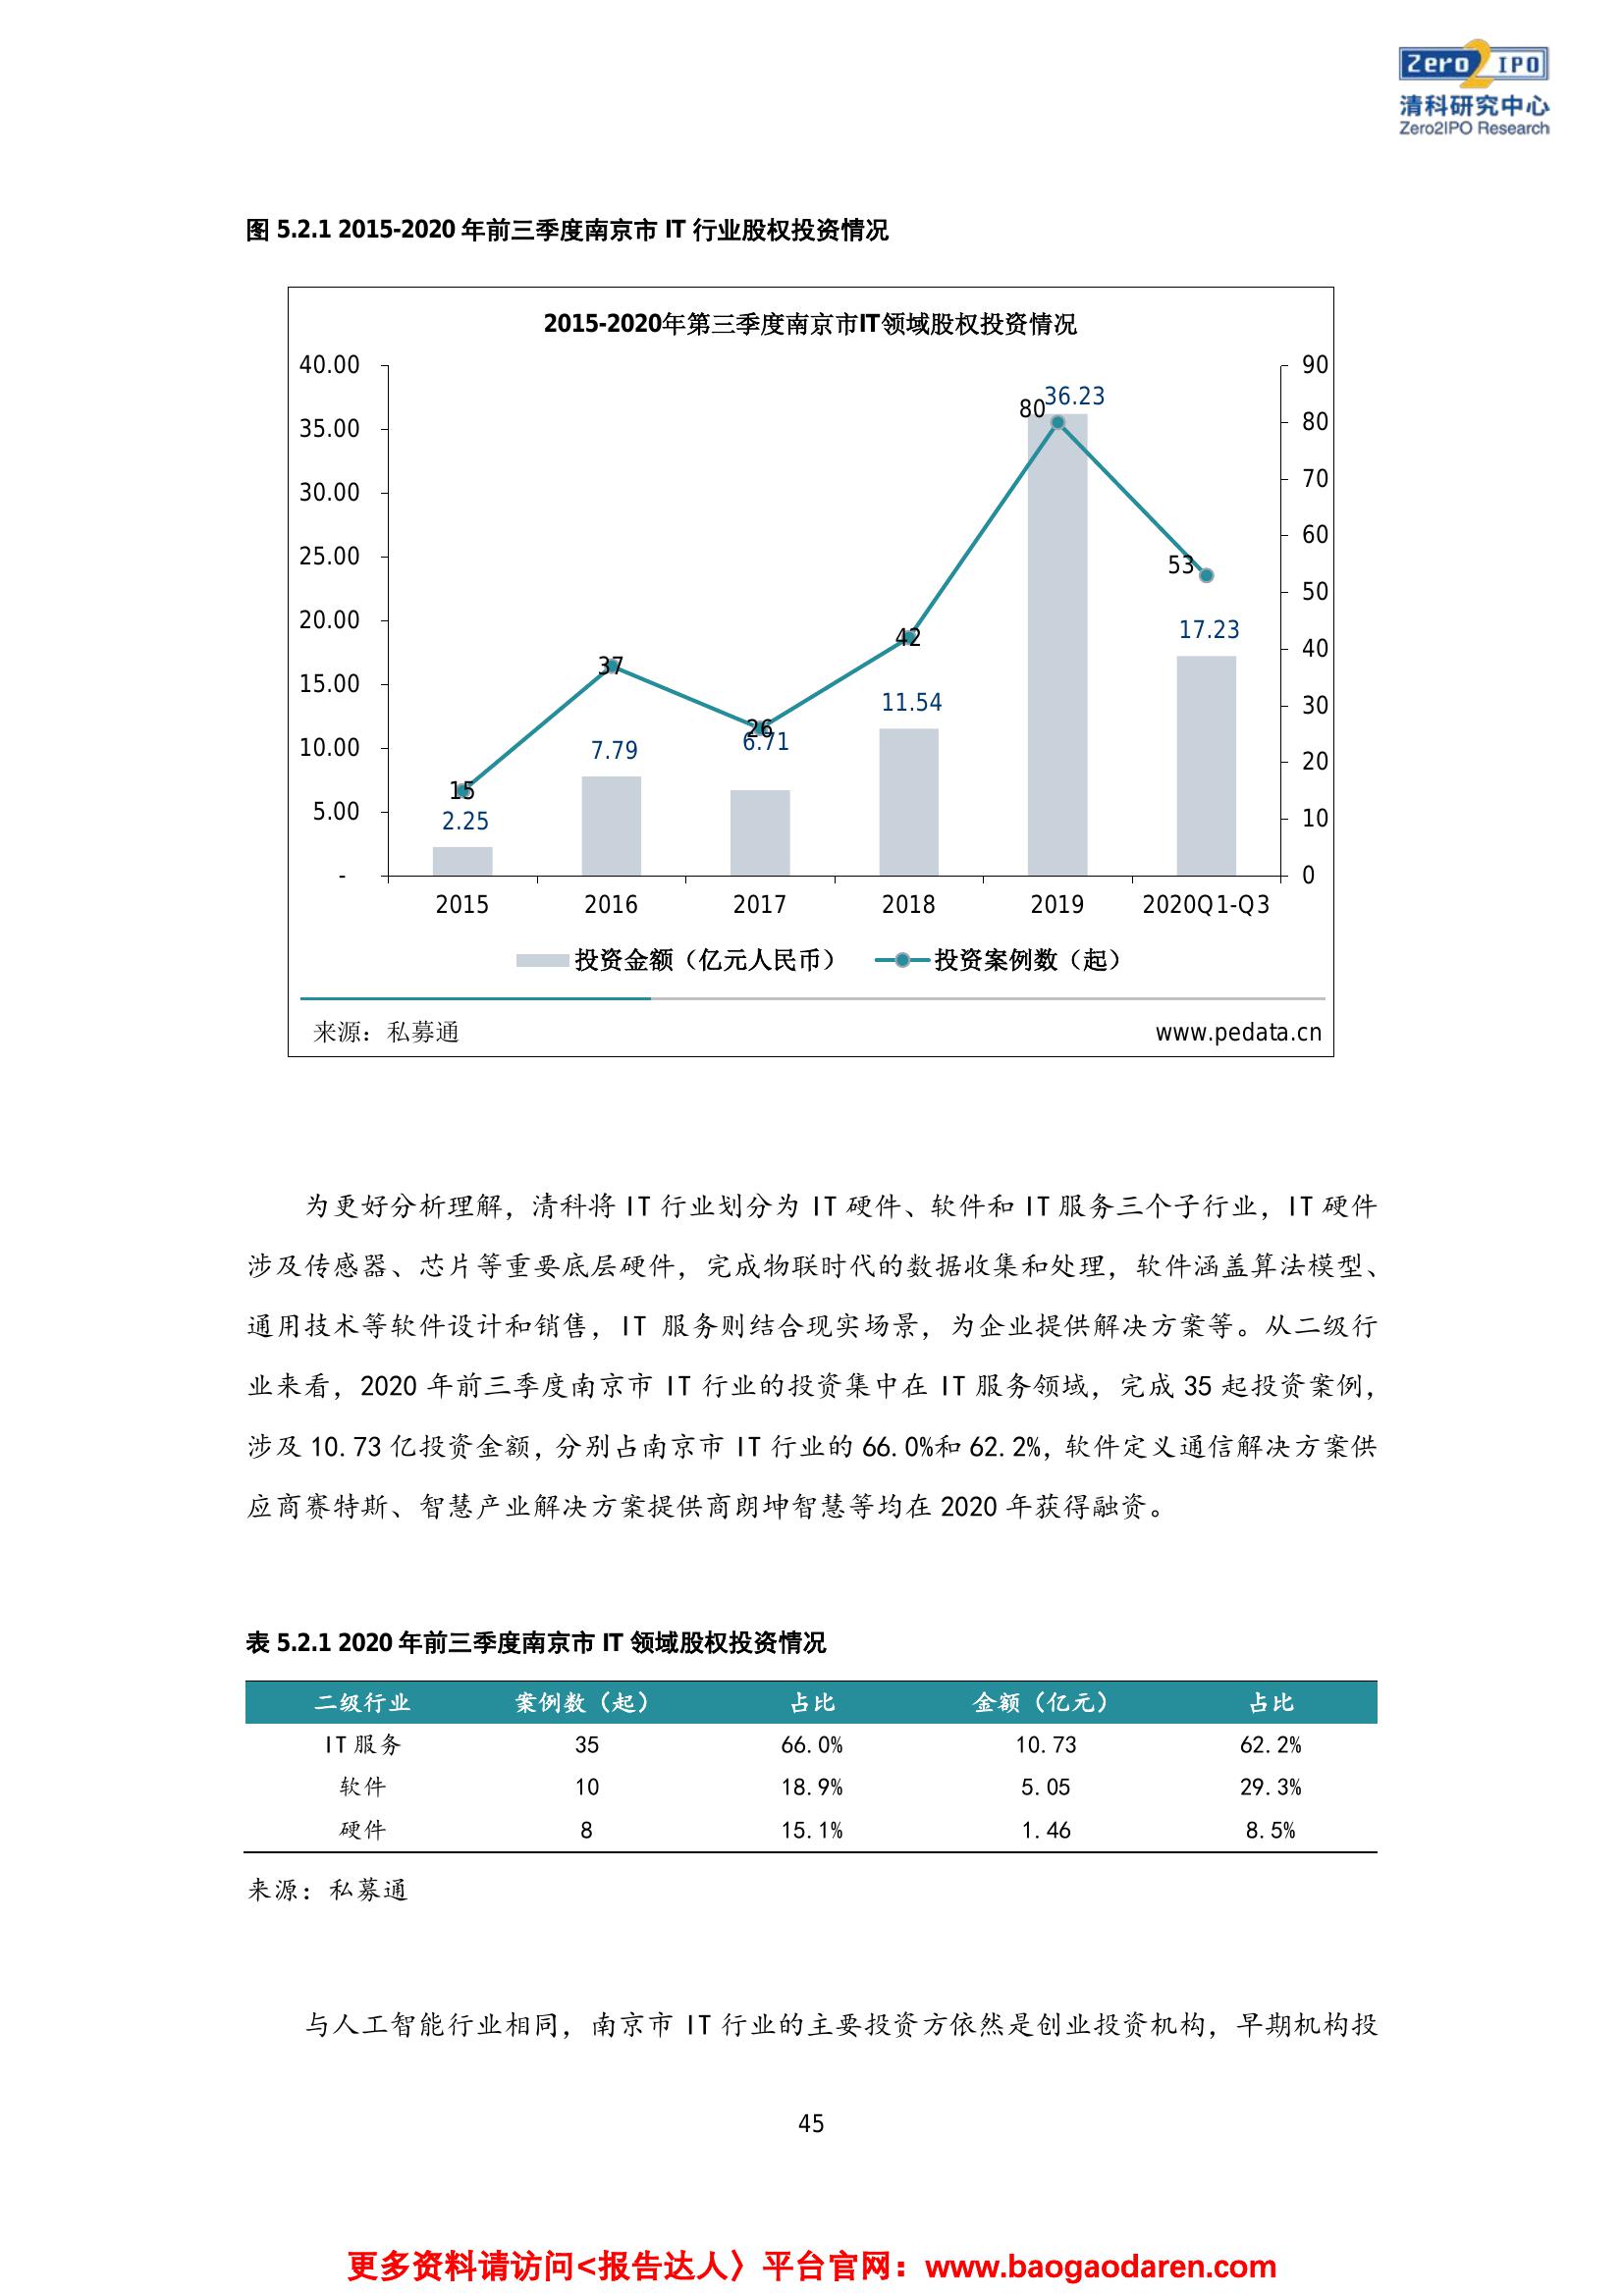 Zero2IPO
清科研究中心
Zero2IPO Research
图 5.2.1 2015-2020 年前三季度南京市 IT 行业股权投资情况
2015-2020年第三季度南京市IT领域股权投资情况
40.00
35.00
30.00
25.00
20.00
15.00
10.00
5.00
-
90
80
70
60
50
40
30
20
10
0
15
37
26
42
80
53
2.25
7.79
6.71
11.54
36.23
17.23
2015 2016 2017 2018 2019 2020Q1-Q3
投资金额（亿元人民币） 投资案例数（起）
来源：私募通 www.pedata.cn
为更好分析理解，清科将 IT 行业划分为 IT 硬件、软件和 IT 服务三个子行业，IT 硬件
涉及传感器、芯片等重要底层硬件，完成物联时代的数据收集和处理，软件涵盖算法模型、
通用技术等软件设计和销售，IT 服务则结合现实场景，为企业提供解决方案等。从二级行
业来看，2020 年前三季度南京市 IT 行业的投资集中在 IT 服务领域，完成 35 起投资案例，
涉及 10.73 亿投资金额，分别占南京市 IT 行业的 66.0%和 62.2%，软件定义通信解决方案供
应商赛特斯、智慧产业解决方案提供商朗坤智慧等均在 2020 年获得融资。
表 5.2.1 2020 年前三季度南京市 IT 领域股权投资情况
二级行业 案例数（起） 占比 金额（亿元） 占比
IT 服务 35 66.0% 10.73 62.2%
软件 10 18.9% 5.05 29.3%
硬件 8 15.1% 1.46 8.5%
来源：私募通
与人工智能行业相同，南京市 IT 行业的主要投资方依然是创业投资机构，早期机构投
45
更多资料请访问<报告达人〉平台官网：www.baogaodaren.com